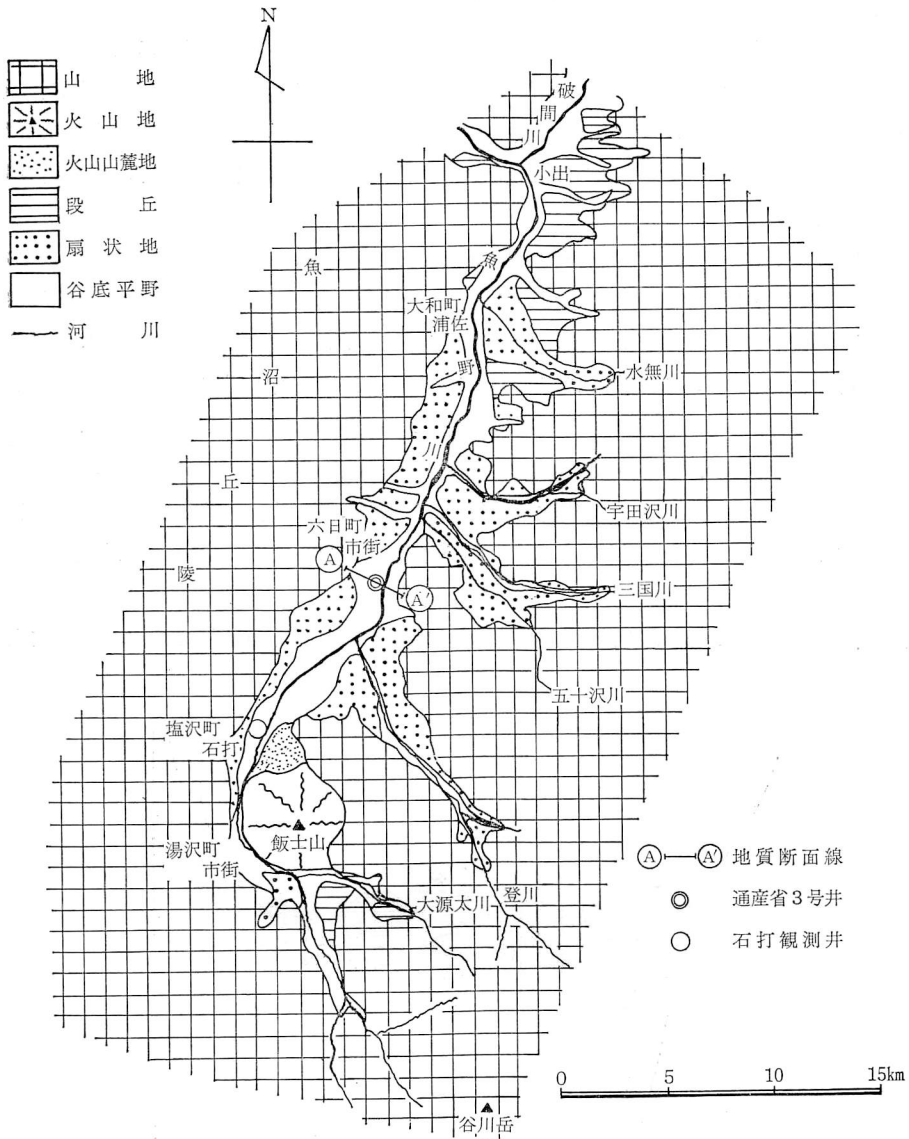 N
山地
火山地
火山山麓地
段丘
扇状地
谷底平野
河川
破間川
小出
魚野川
大和町
浦佐
水無川
宇田沢川
六日町
市街
A
A′
三国川
五十沢川
魚沼丘陵
塩沢町
石打
飯士山
湯沢町
市街
大源太川
登川
谷川岳
A A′ 地質断面線
通産省3号井
石打観測井
0 5 10 15km